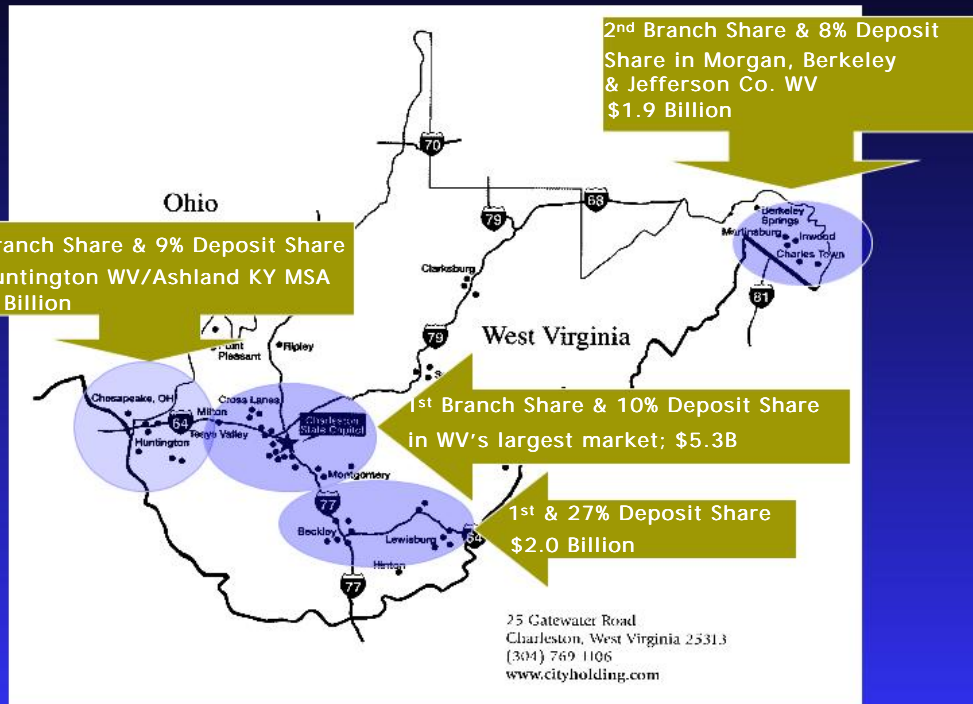 2nd Branch Share & 8% Deposit
Share in Morgan, Berkeley
& Jefferson Co. WV
$1.9 Billion
70
Ohio
68
79
Berkeley
Springs
Martinsburg
Inwood
Charles Town
ranch Share & 9% Deposit Share
untington WV/Ashland KY MSA
Billion
Clarksburg
81
79
West Virginia
Pleasant
Ripley
1st Branch Share & 10% Deposit Share
in WV's largest market; $5.3B
Chesapeake, OH
Cross Lanes
Milton
64
Teays Valley
Huntington
Charleston
State Capitol
Montgomery
77
1st & 27% Deposit Share
$2.0 Billion
Beckley
Lewisburg
64
Hinton
77
25 Gatewater Road
Charleston, West Virginia 25313
(304) 769-1106
www.cityholding.com